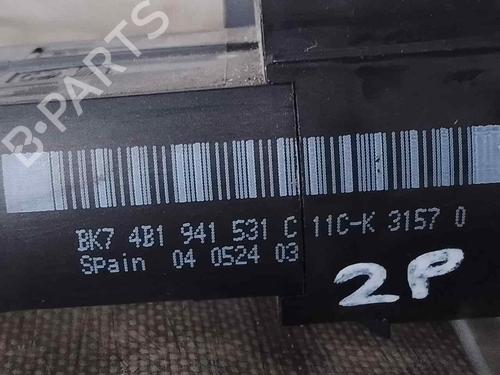 B-PARTS
BK7 4B1 941 531 C 11C-K 3157 0
Spain 04 0524 03
2P